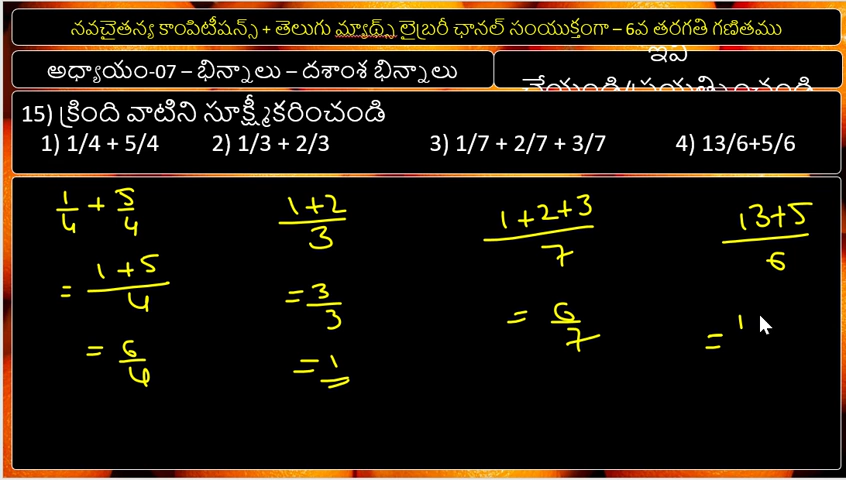 నవచైతన్య కాంపిటీషన్స్ + తెలుగు మ్యాథ్స్ లైబ్రరీ ఛానల్ సంయుక్తంగా – 6వ తరగతి గణితము
అధ్యాయం-07 – భిన్నాలు – దశాంశ భిన్నాలు
ఇవి
చేయండి/ప్రయత్నించండి
15) క్రింది వాటిని సూక్ష్మీకరించండి
1) 1/4 + 5/4 2) 1/3 + 2/3 3) 1/7 + 2/7 + 3/7 4) 13/6+5/6
1/4 + 5/4
= 1+5/4
= 6/4
1+2/3
= 3/3
= 1
1+2+3/7
= 6/7
13+5/6
= 1